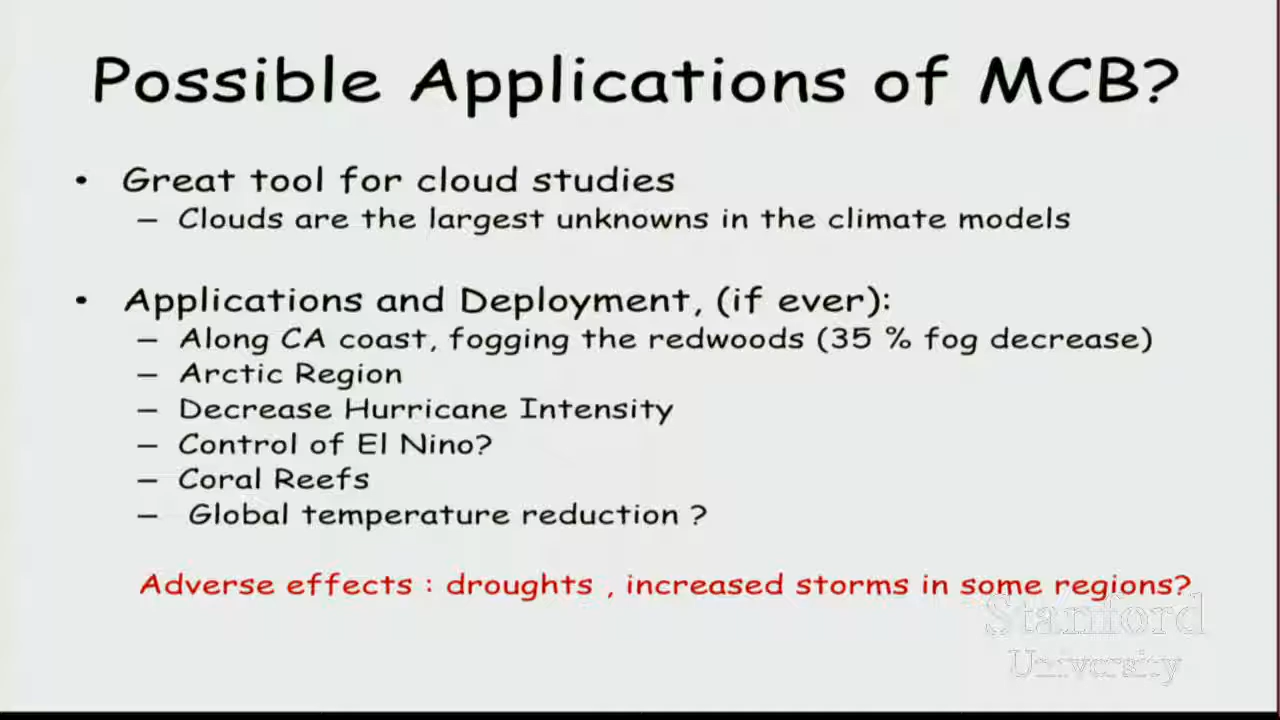 Possible Applications of MCB?
• Great tool for cloud studies
– Clouds are the largest unknowns in the climate models
• Applications and Deployment, (if ever):
– Along CA coast, fogging the redwoods (35 % fog decrease)
– Arctic Region
– Decrease Hurricane Intensity
– Control of El Nino?
– Coral Reefs
– Global temperature reduction ?
Adverse effects : droughts , increased storms in some regions?
Stanford
University